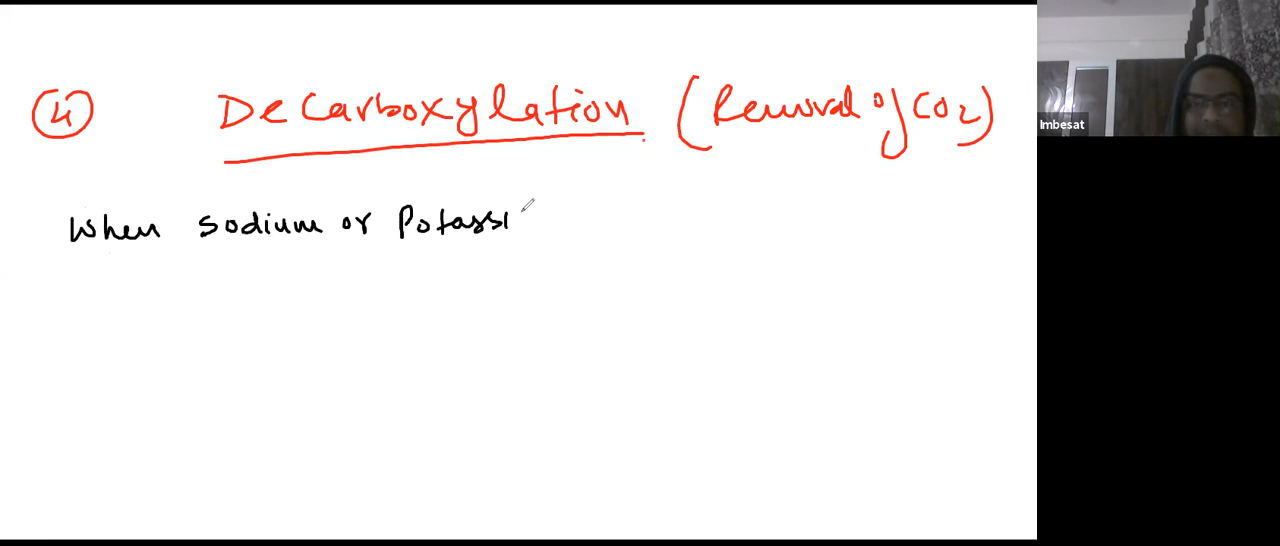 ④ Decarboxylation (Removal of CO2)
When sodium or Potassi
Imbesat